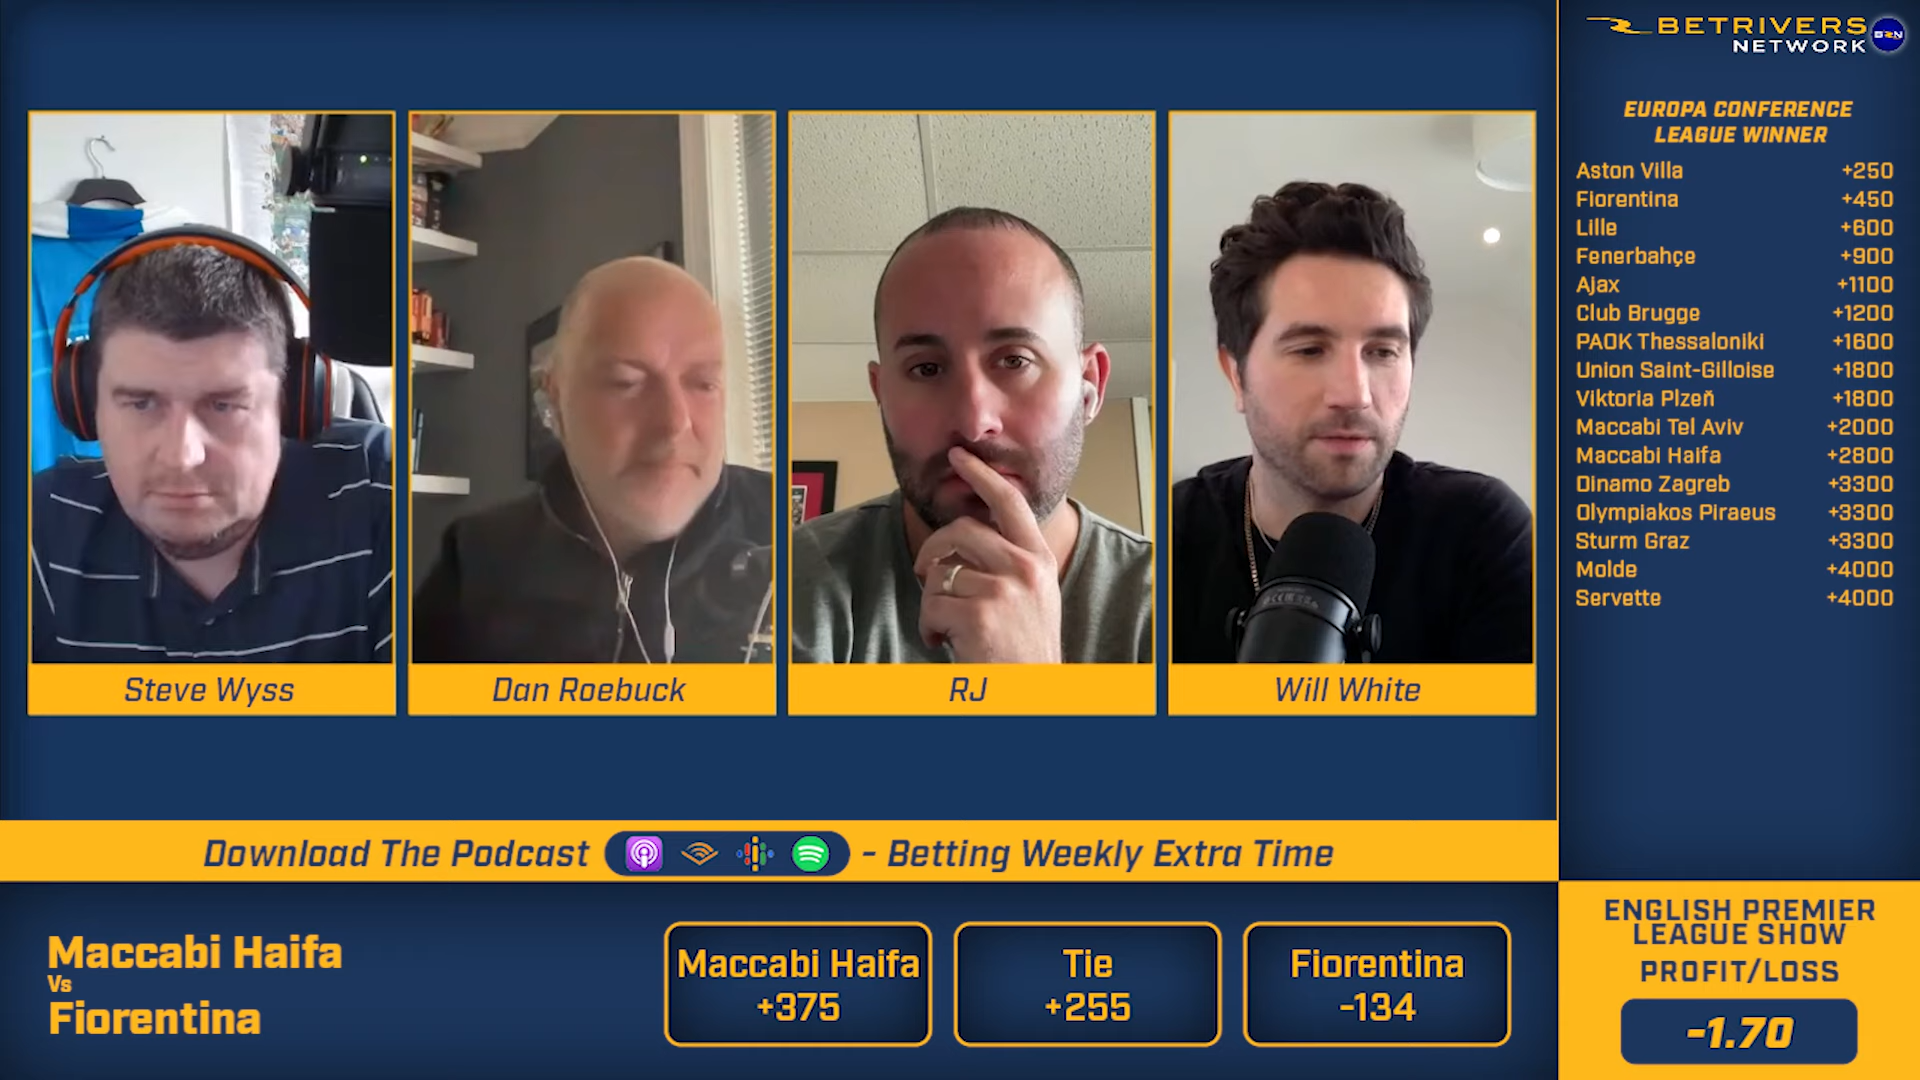 BETRIVERS
NETWORK
BRN
EUROPA CONFERENCE
LEAGUE WINNER
Aston Villa +250
Fiorentina +450
Lille +600
Fenerbahçe +900
Ajax +1100
Club Brugge +1200
PAOK Thessaloniki +1600
Union Saint-Gilloise +1800
Viktoria Plzeň +1800
Maccabi Tel Aviv +2000
Maccabi Haifa +2800
Dinamo Zagreb +3300
Olympiakos Piraeus +3300
Sturm Graz +3300
Molde +4000
Servette +4000
Steve Wyss
Dan Roebuck
RJ
Will White
Download The Podcast - Betting Weekly Extra Time
Maccabi Haifa
Vs
Fiorentina
Maccabi Haifa
+375
Tie
+255
Fiorentina
-134
ENGLISH PREMIER
LEAGUE SHOW
PROFIT/LOSS
-1.70